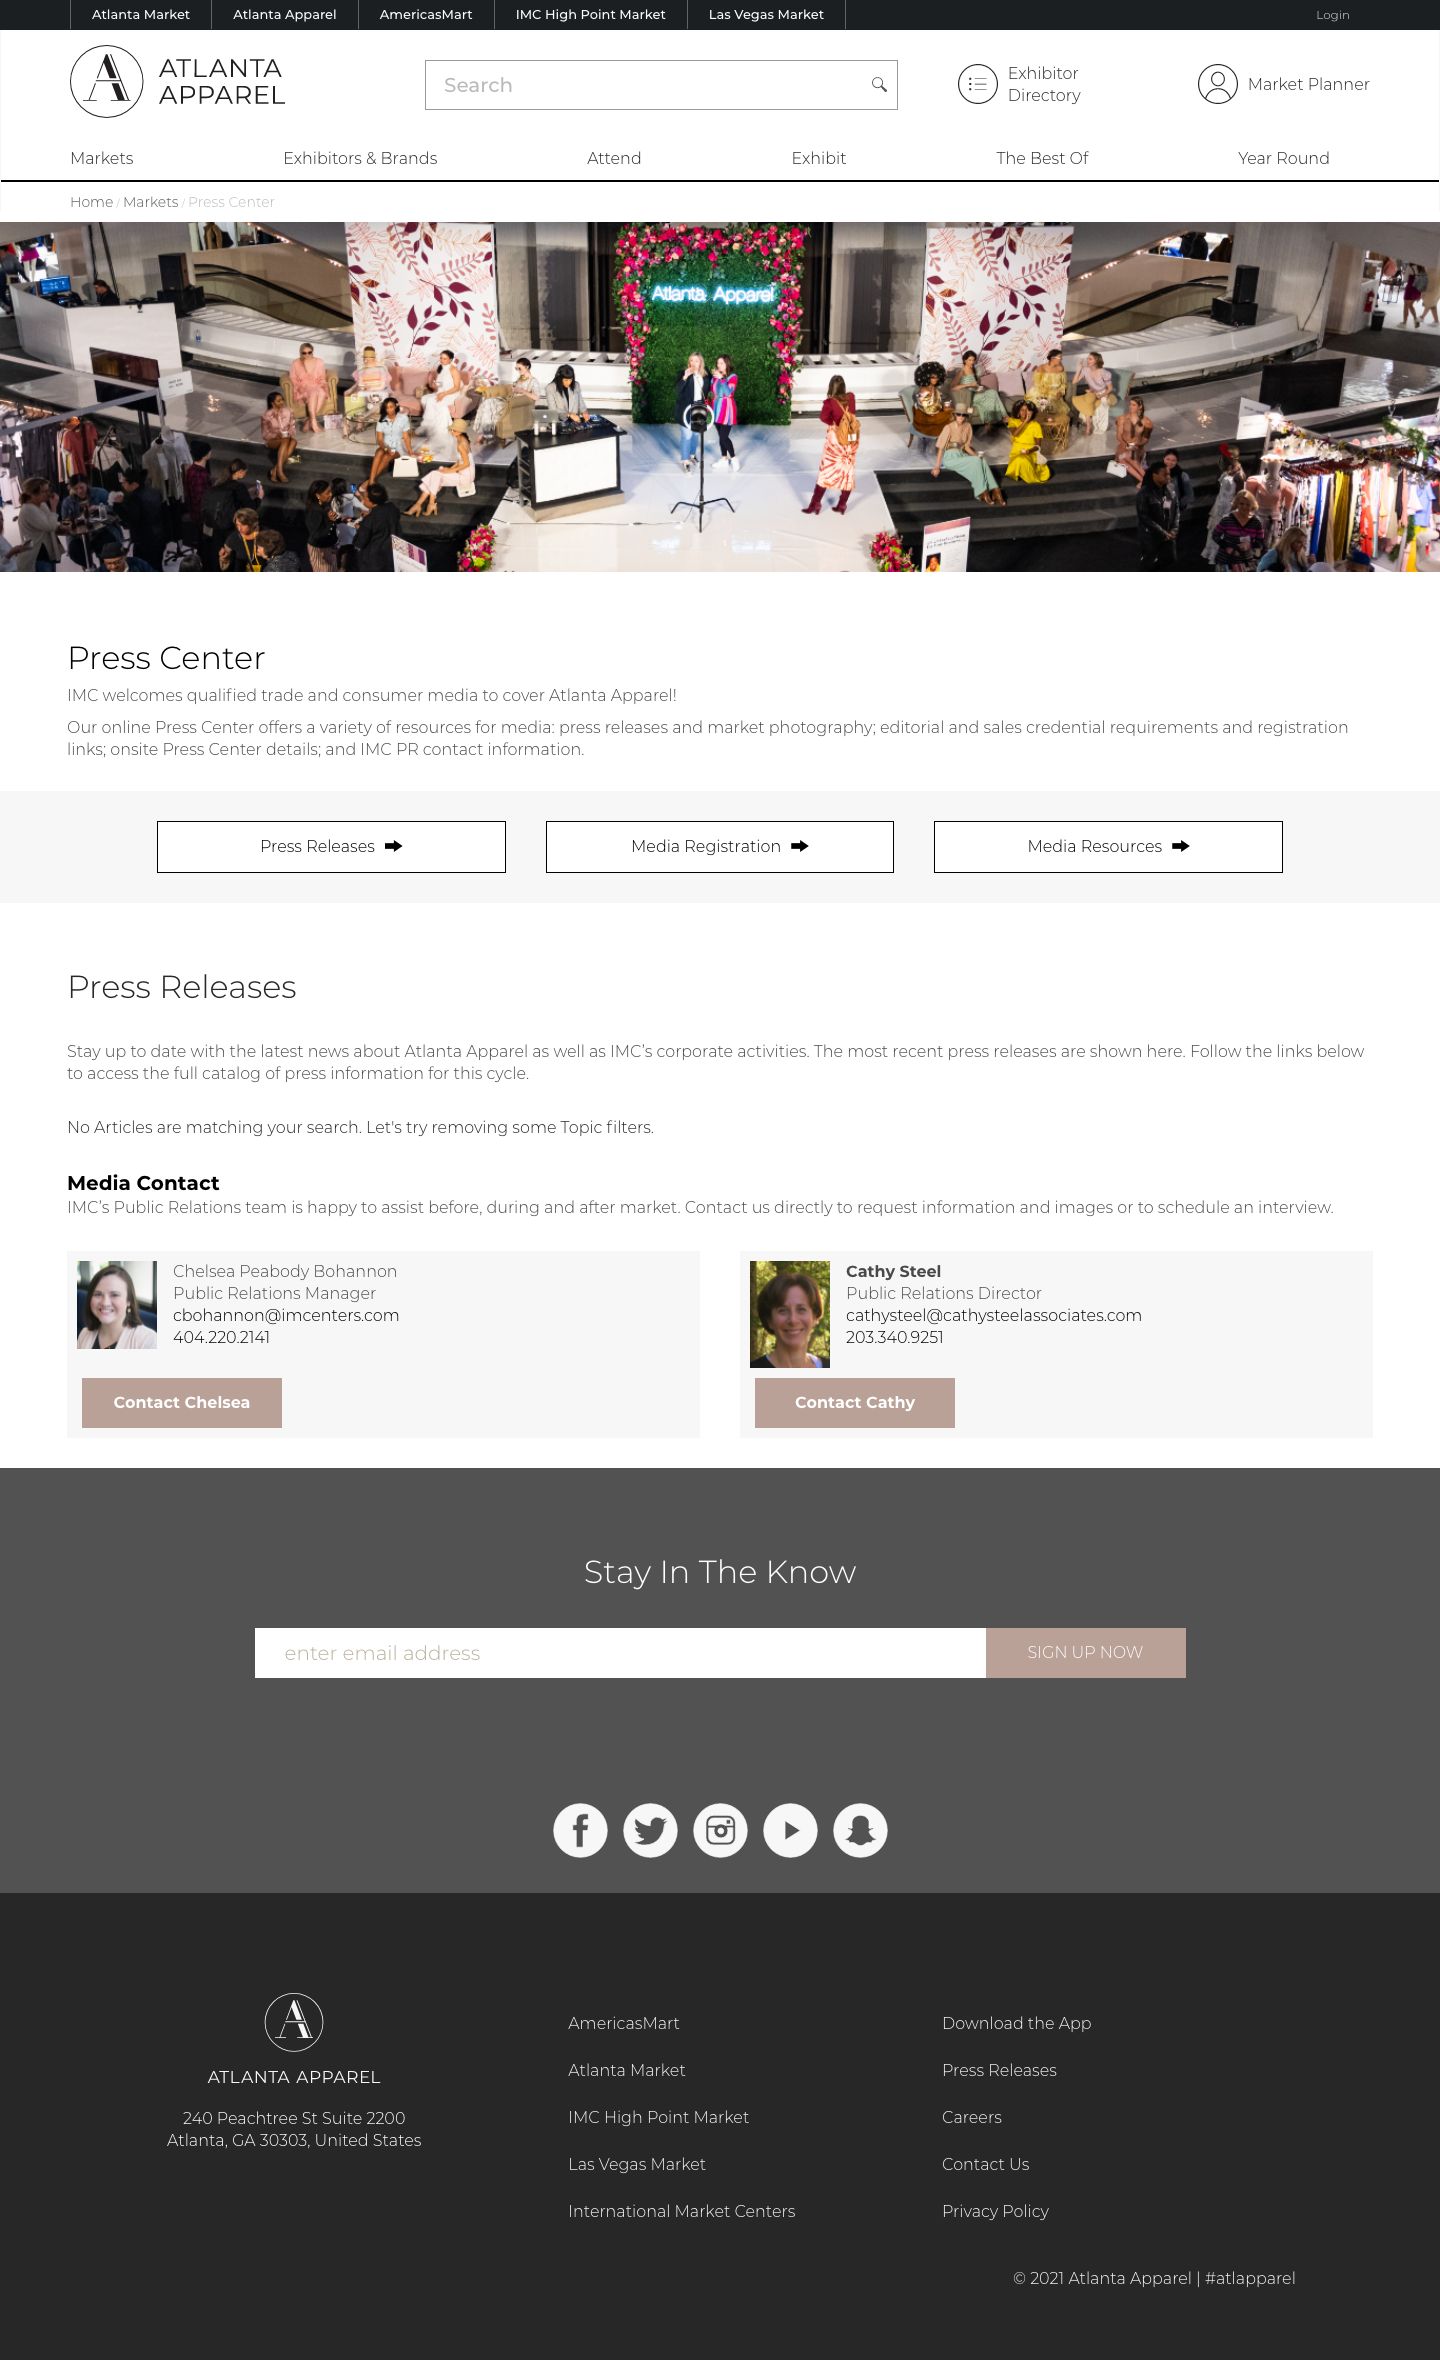 Atlanta Market
Atlanta Apparel
AmericasMart
IMC High Point Market
Las Vegas Market
Login
ATLANTA
APPAREL
Search
Exhibitor
Directory
Market Planner
Markets
Exhibitors & Brands
Attend
Exhibit
The Best Of
Year Round
Home / Markets / Press Center
Atlanta Apparel
Press Center
IMC welcomes qualified trade and consumer media to cover Atlanta Apparel!
Our online Press Center offers a variety of resources for media: press releases and market photography; editorial and sales credential requirements and registration
links; onsite Press Center details; and IMC PR contact information.
Press Releases
Media Registration
Media Resources
Press Releases
Stay up to date with the latest news about Atlanta Apparel as well as IMC’s corporate activities. The most recent press releases are shown here. Follow the links below
to access the full catalog of press information for this cycle.
No Articles are matching your search. Let's try removing some Topic filters.
Media Contact
IMC’s Public Relations team is happy to assist before, during and after market. Contact us directly to request information and images or to schedule an interview.
Chelsea Peabody Bohannon
Public Relations Manager
cbohannon@imcenters.com
404.220.2141
Contact Chelsea
Cathy Steel
Public Relations Director
cathysteel@cathysteelassociates.com
203.340.9251
Contact Cathy
Stay In The Know
enter email address
SIGN UP NOW
ATLANTA APPAREL
240 Peachtree St Suite 2200
Atlanta, GA 30303, United States
AmericasMart
Atlanta Market
IMC High Point Market
Las Vegas Market
International Market Centers
Download the App
Press Releases
Careers
Contact Us
Privacy Policy
© 2021 Atlanta Apparel | #atlapparel